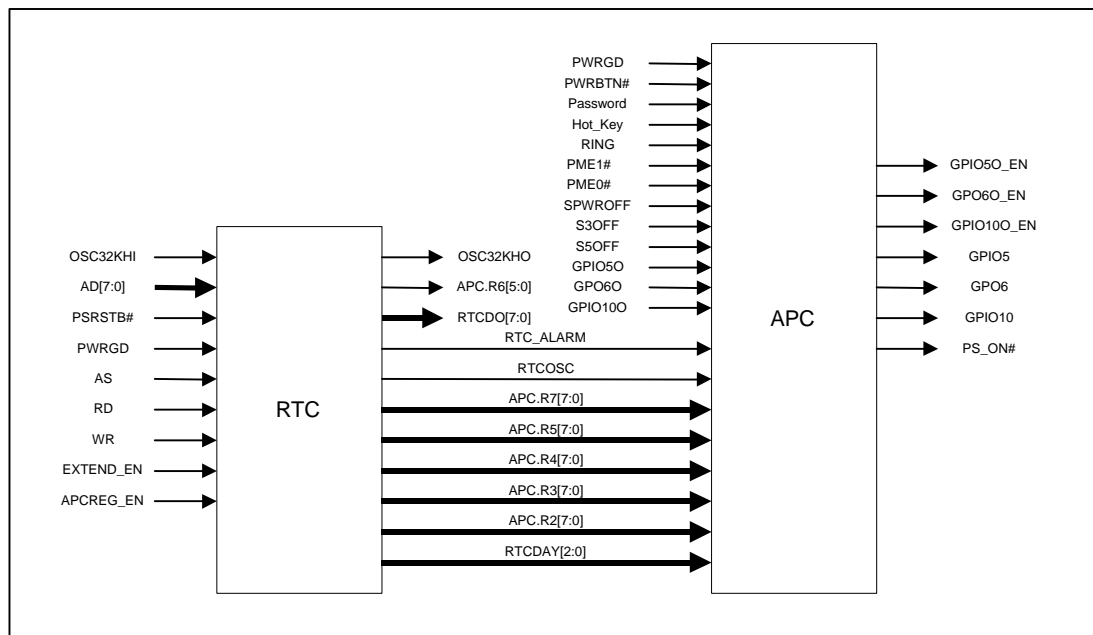 PWRGD
PWRBTN#
Password
Hot_Key
RING
PME1#
PME0#
SPWROFF
S3OFF
S5OFF
GPIO5O
GPO6O
GPIO10O
APC
GPIO5O_EN
GPO6O_EN
GPIO10O_EN
GPIO5
GPO6
GPIO10
PS_ON#
OSC32KHI
AD[7:0]
PSRSTB#
PWRGD
AS
RD
WR
EXTEND_EN
APCREG_EN
RTC
OSC32KHO
APC.R6[5:0]
RTCDO[7:0]
RTC_ALARM
RTCOSC
APC.R7[7:0]
APC.R5[7:0]
APC.R4[7:0]
APC.R3[7:0]
APC.R2[7:0]
RTCDAY[2:0]